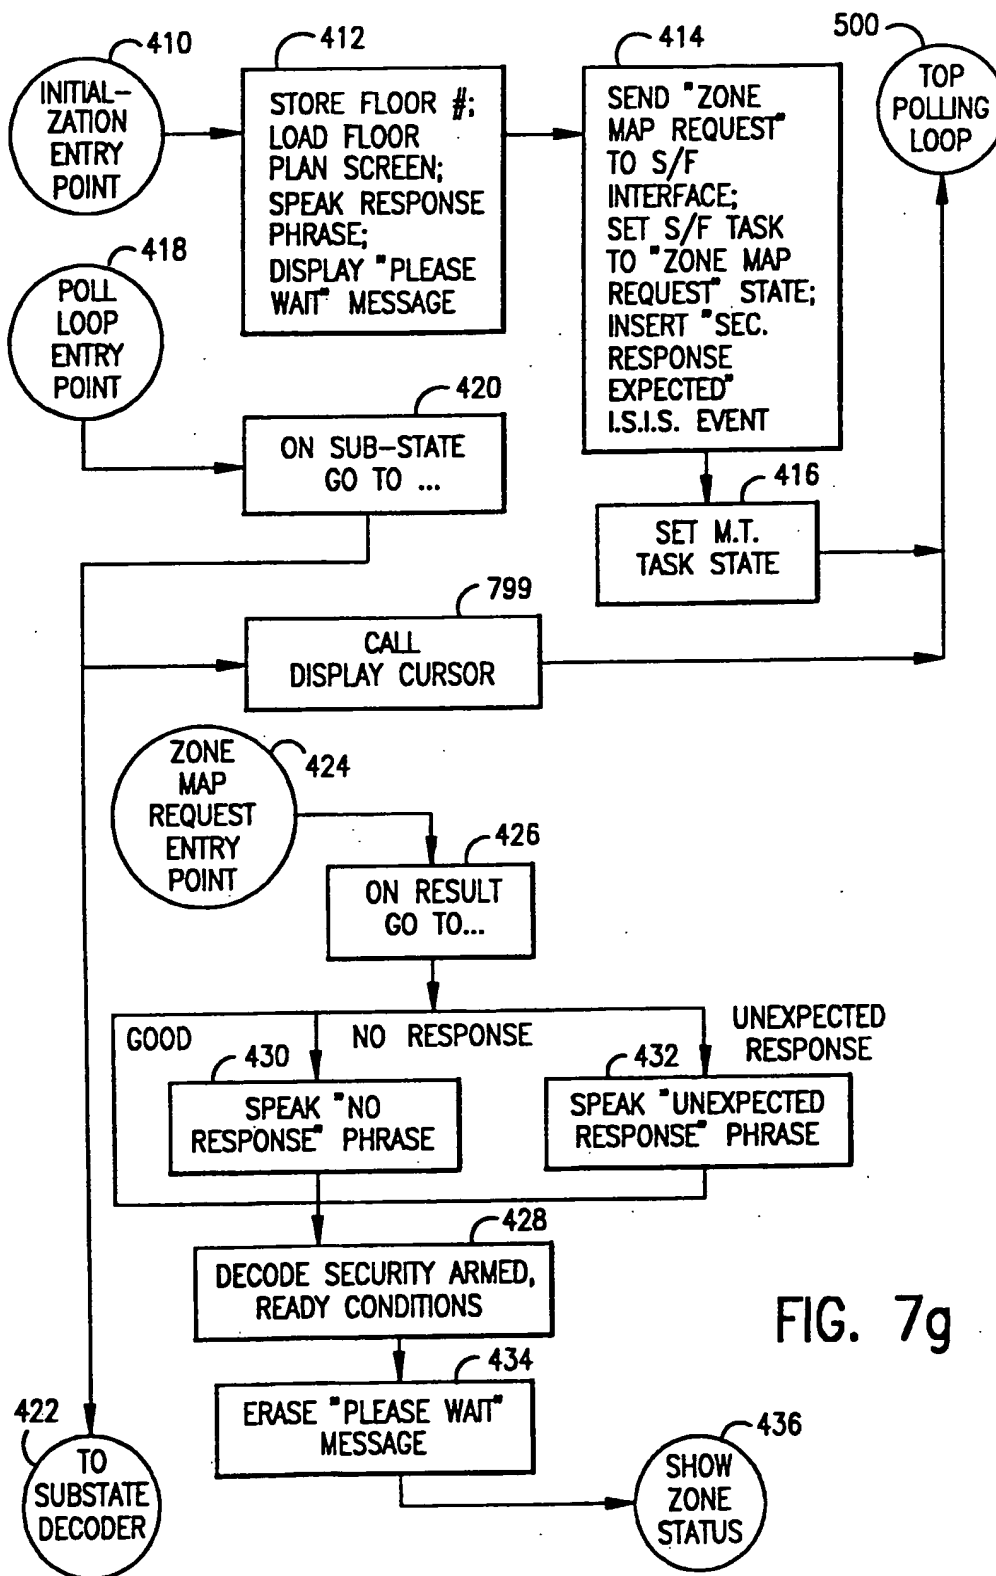 410
INITIAL-
ZATION
ENTRY
POINT
412
STORE FLOOR #;
LOAD FLOOR
PLAN SCREEN;
SPEAK RESPONSE
PHRASE;
DISPLAY "PLEASE
WAIT" MESSAGE
414
SEND "ZONE
MAP REQUEST"
TO S/F
INTERFACE;
SET S/F TASK
TO "ZONE MAP
REQUEST" STATE;
INSERT "SEC.
RESPONSE
EXPECTED"
I.S.I.S. EVENT
500
TOP
POLLING
LOOP
418
POLL
LOOP
ENTRY
POINT
420
ON SUB-STATE
GO TO ...
416
SET M.T.
TASK STATE
799
CALL
DISPLAY CURSOR
ZONE
MAP
REQUEST
ENTRY
POINT
424
426
ON RESULT
GO TO...
GOOD
NO RESPONSE
UNEXPECTED
RESPONSE
430
SPEAK "NO
RESPONSE" PHRASE
432
SPEAK "UNEXPECTED
RESPONSE" PHRASE
428
DECODE SECURITY ARMED,
READY CONDITIONS
434
ERASE "PLEASE WAIT"
MESSAGE
422
TO
SUBSTATE
DECODER
436
SHOW
ZONE
STATUS
FIG. 7g